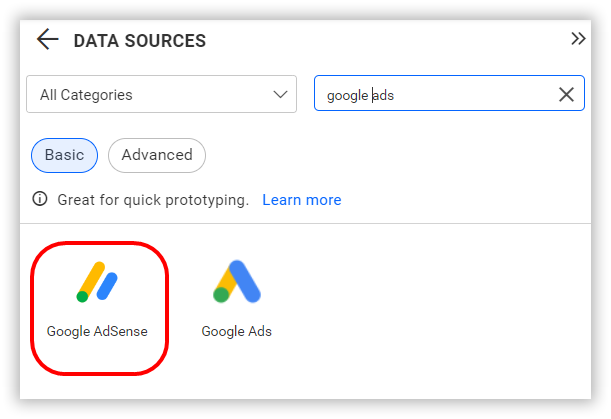 DATA SOURCES
All Categories
google ads
Basic
Advanced
Great for quick prototyping. Learn more
Google AdSense
Google Ads